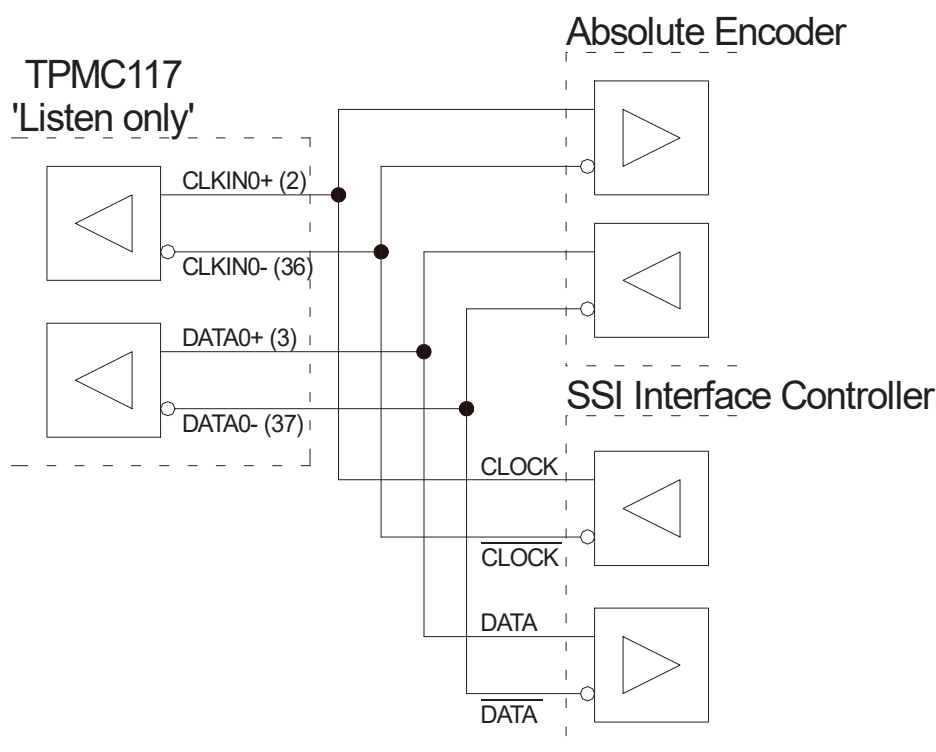 Absolute Encoder
TPMC117
'Listen only'
CLKIN0+ (2)
CLKIN0- (36)
DATA0+ (3)
DATA0- (37)
SSI Interface Controller
CLOCK
CLOCK
DATA
DATA